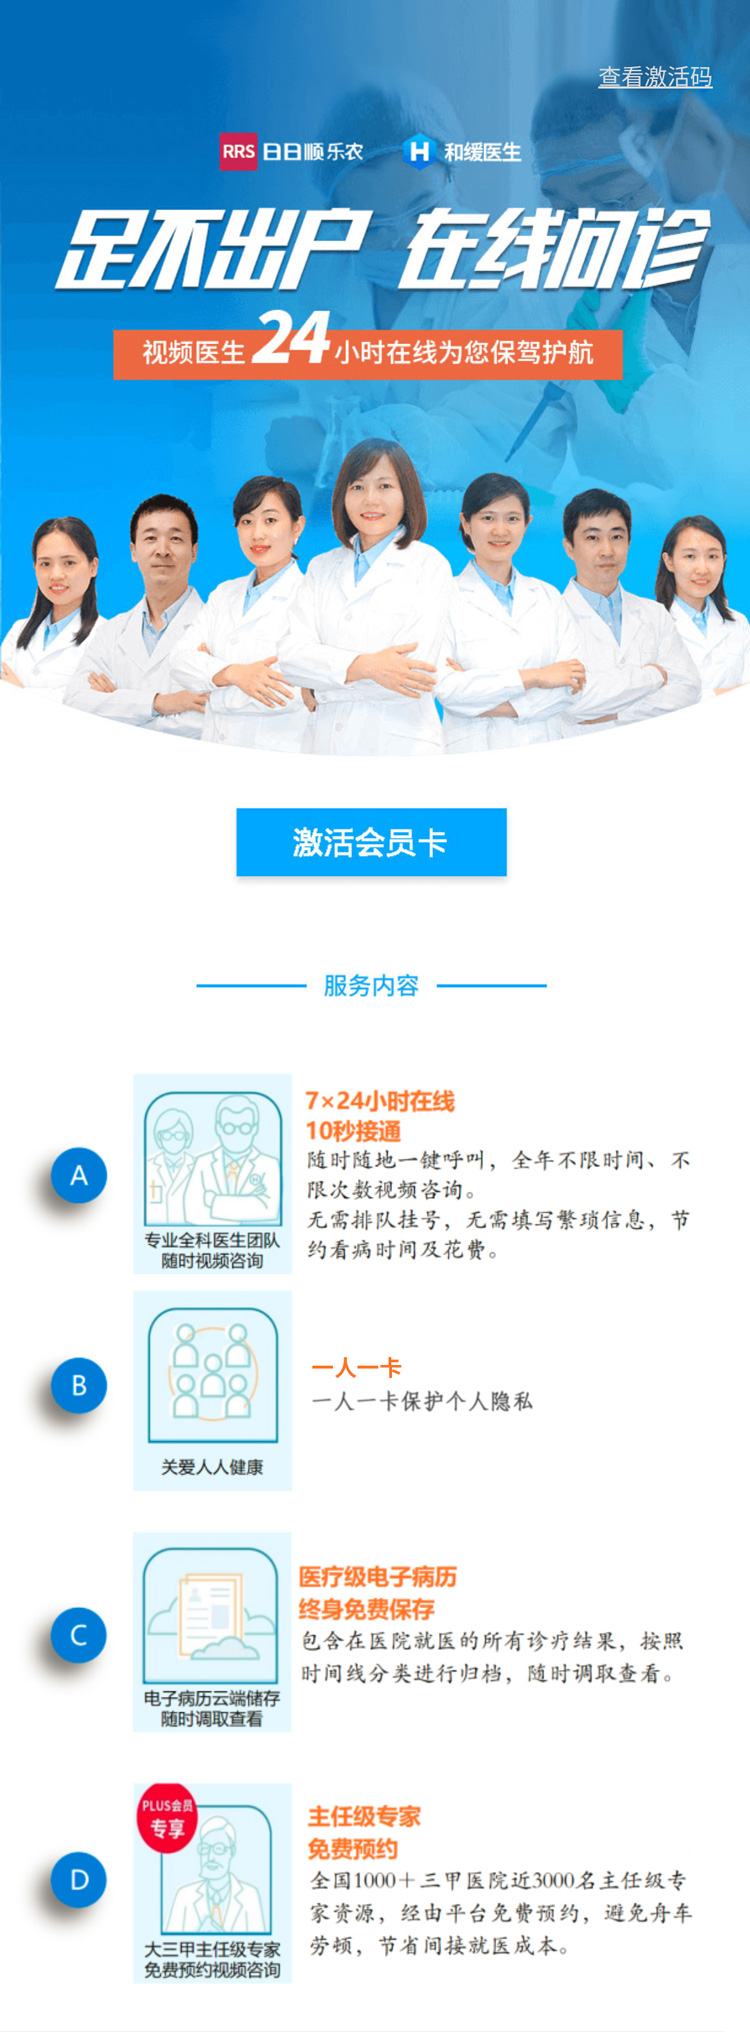 查看激活码
RRS 日日顺乐农 H 和缓医生
足不出户 在线问诊
视频医生24小时在线为您保驾护航
激活会员卡
服务内容
A
专业全科医生团队
随时视频咨询
7×24小时在线
10秒接通
随时随地一键呼叫，全年不限时间、不
限次数视频咨询。
无需排队挂号，无需填写繁琐信息，节
约看病时间及花费。
B
关爱人人健康
一人一卡
一人一卡保护个人隐私
C
电子病历云端储存
随时调取查看
医疗级电子病历
终身免费保存
包含在医院就医的所有诊疗结果，按照
时间线分类进行归档，随时调取查看。
D
PLUS会员
专享
大三甲主任级专家
免费预约视频咨询
主任级专家
免费预约
全国1000＋三甲医院近3000名主任级专
家资源，经由平台免费预约，避免舟车
劳顿，节省间接就医成本。